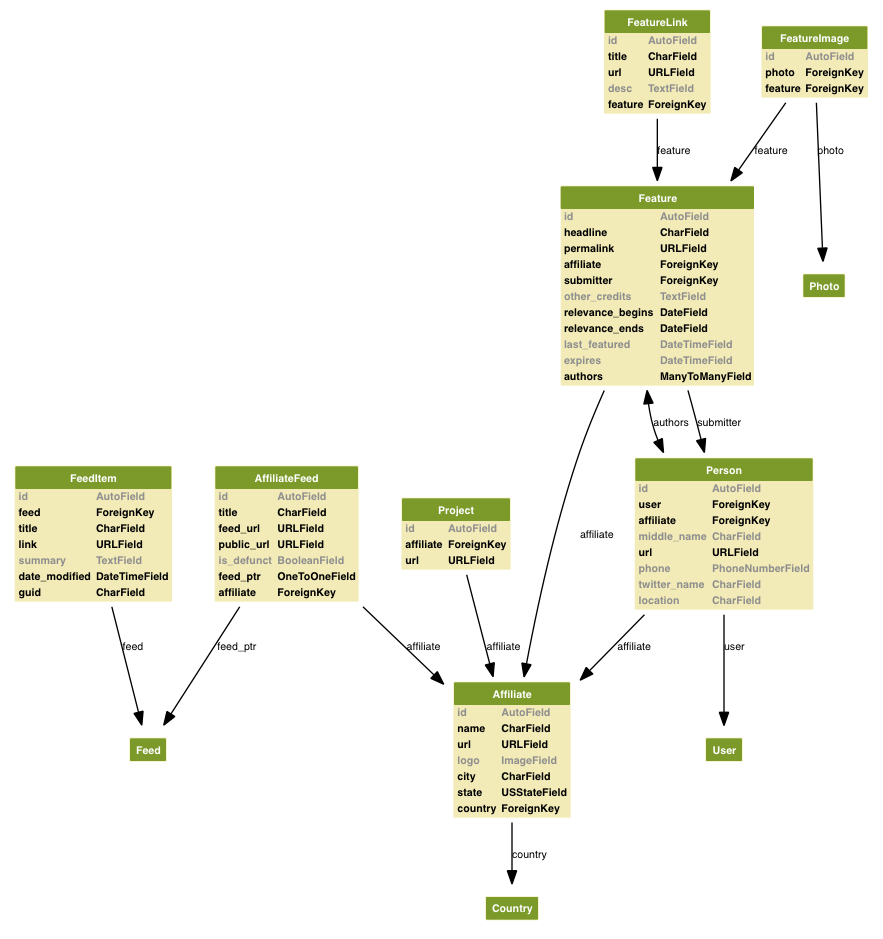 FeatureLink
id AutoField
title CharField
url URLField
desc TextField
feature ForeignKey
FeatureImage
id AutoField
photo ForeignKey
feature ForeignKey
feature
feature
photo
Feature
id AutoField
headline CharField
permalink URLField
affiliate ForeignKey
submitter ForeignKey
other_credits TextField
relevance_begins DateField
relevance_ends DateField
last_featured DateTimeField
expires DateTimeField
authors ManyToManyField
Photo
authors
submitter
FeedItem
id AutoField
feed ForeignKey
title CharField
link URLField
summary TextField
date_modified DateTimeField
guid CharField
AffiliateFeed
id AutoField
title CharField
feed_url URLField
public_url URLField
is_defunct BooleanField
feed_ptr OneToOneField
affiliate ForeignKey
Project
id AutoField
affiliate ForeignKey
url URLField
affiliate
Person
id AutoField
user ForeignKey
affiliate ForeignKey
middle_name CharField
url URLField
phone PhoneNumberField
twitter_name CharField
location CharField
feed
feed_ptr
affiliate
affiliate
affiliate
user
Affiliate
id AutoField
name CharField
url URLField
logo ImageField
city CharField
state USStateField
country ForeignKey
Feed
User
country
Country